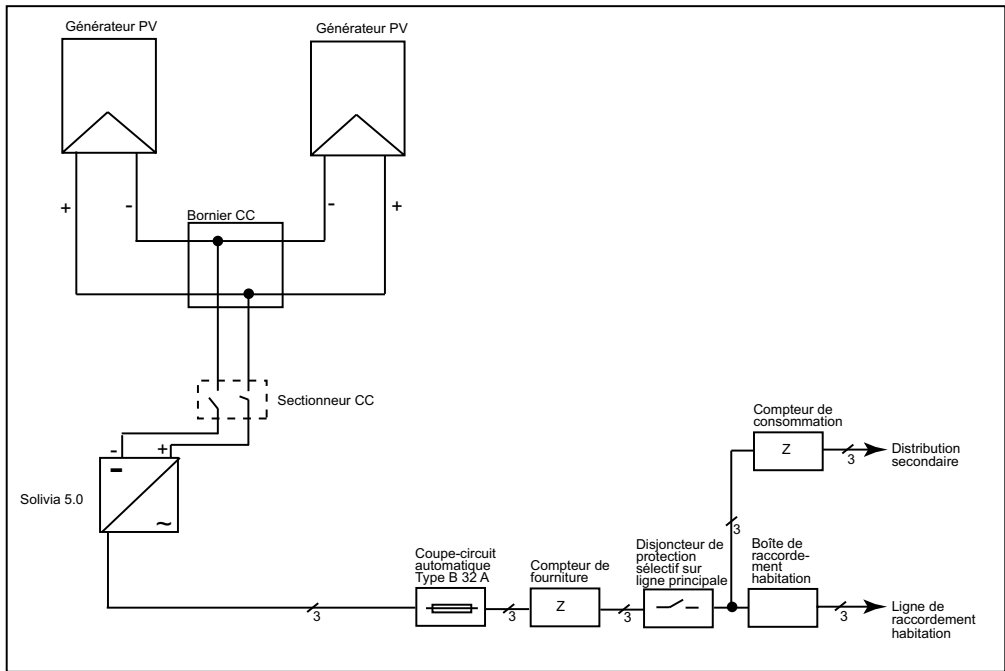 Générateur PV
Générateur PV
+
-
-
+
Bornier CC
Sectionneur CC
-
+
~
Solivia 5.0
Compteur de
consommation
Z
3
Distribution
secondaire
3
Coupe-circuit
automatique
Type B 32 A
Compteur de
fourniture
Disjoncteur de
protection
sélectif sur
ligne principale
Boîte de
raccorde-
ment
habitation
3
3
Z
3
3
Ligne de
raccordement
habitation